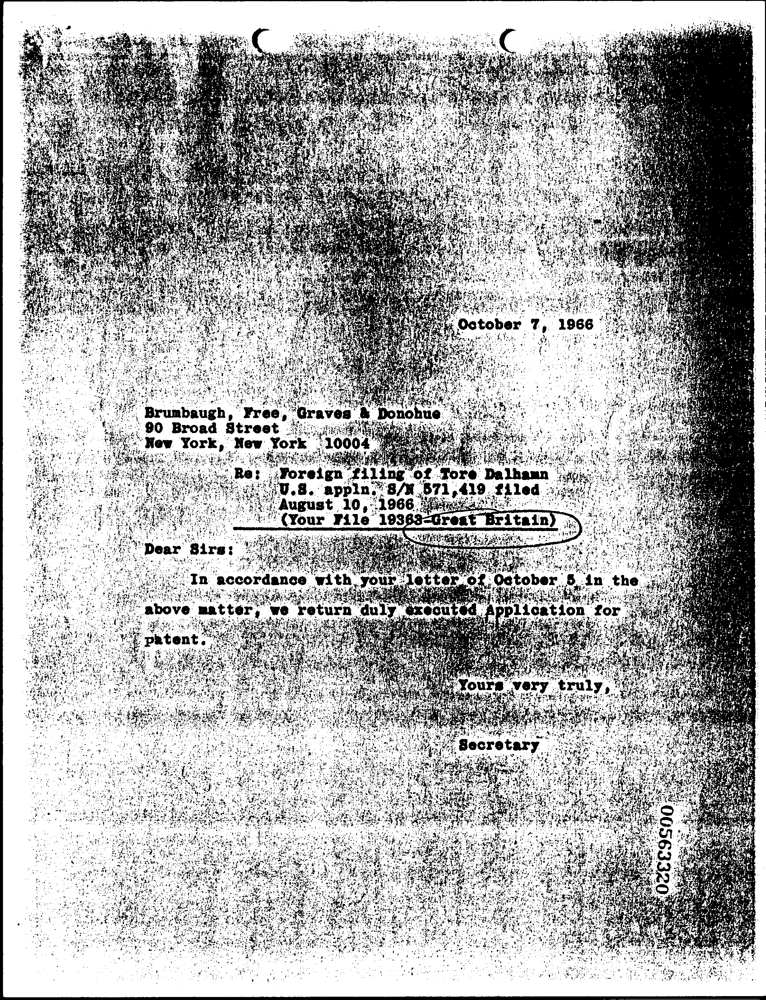 October 7, 1966
Brumbaugh, Free, Graves & Donohue
90 Broad Street
New York, New York 10004
Re: Foreign filing of Tore Dalhamn
U.S. appln. S/N 571,419 filed
August 10, 1966
(Your File 19363-Great Britain)
Dear Sirs:
In accordance with your letter of October 5 in the
above matter, we return duly executed Application for
patent.
Yours very truly,
Secretary
00563320